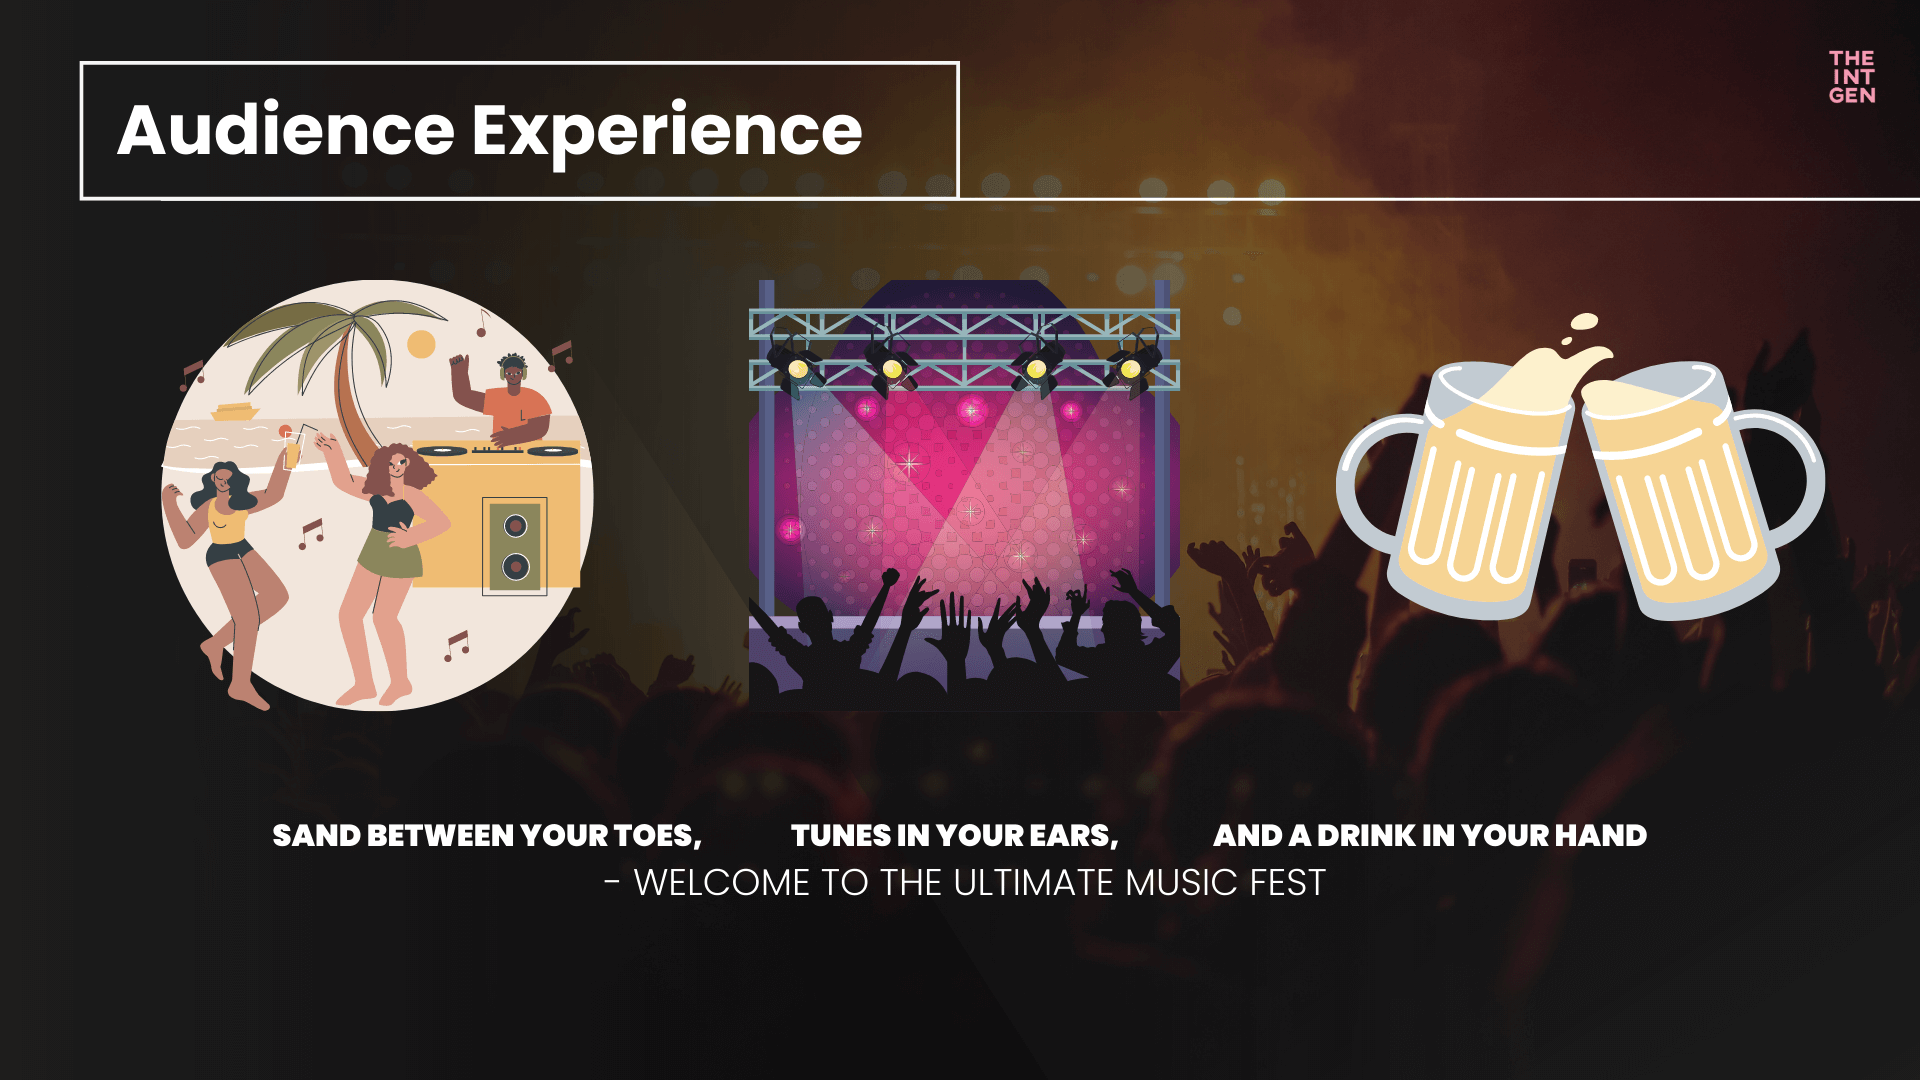 Audience Experience
THE
INT
GEN
SAND BETWEEN YOUR TOES, TUNES IN YOUR EARS, AND A DRINK IN YOUR HAND
- WELCOME TO THE ULTIMATE MUSIC FEST